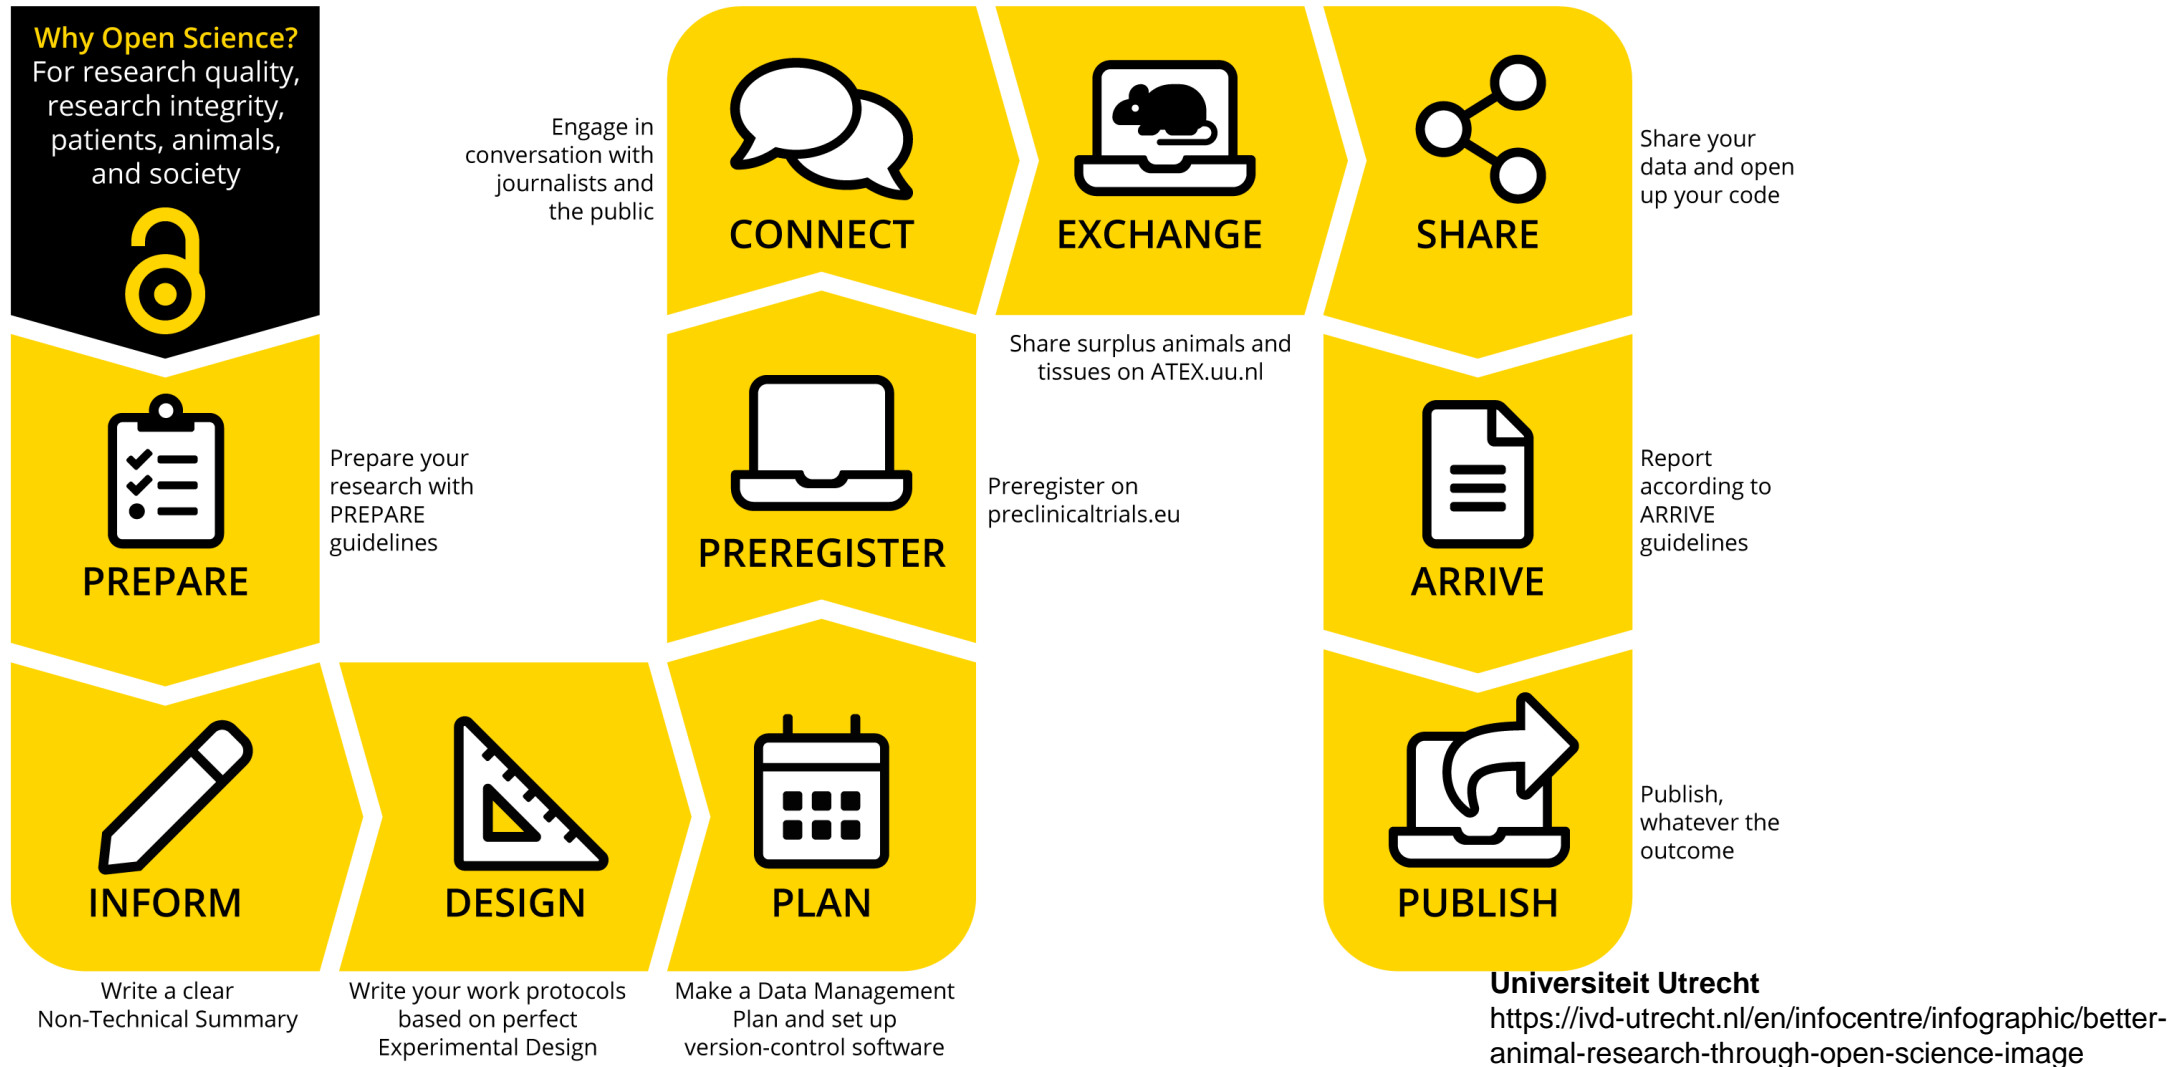 Why Open Science?
For research quality,
research integrity,
patients, animals,
and society
PREPARE
Prepare your
research with
PREPARE
guidelines
INFORM
Write a clear
Non-Technical Summary
DESIGN
Write your work protocols
based on perfect
Experimental Design
PLAN
Make a Data Management
Plan and set up
version-control software
PREREGISTER
Preregister on
preclinicaltrials.eu
CONNECT
Engage in
conversation with
journalists and
the public
EXCHANGE
Share surplus animals and
tissues on ATEX.uu.nl
SHARE
Share your
data and open
up your code
ARRIVE
Report
according to
ARRIVE
guidelines
PUBLISH
Publish,
whatever the
outcome
Universiteit Utrecht
https://ivd-utrecht.nl/en/infocentre/infographic/better-
animal-research-through-open-science-image